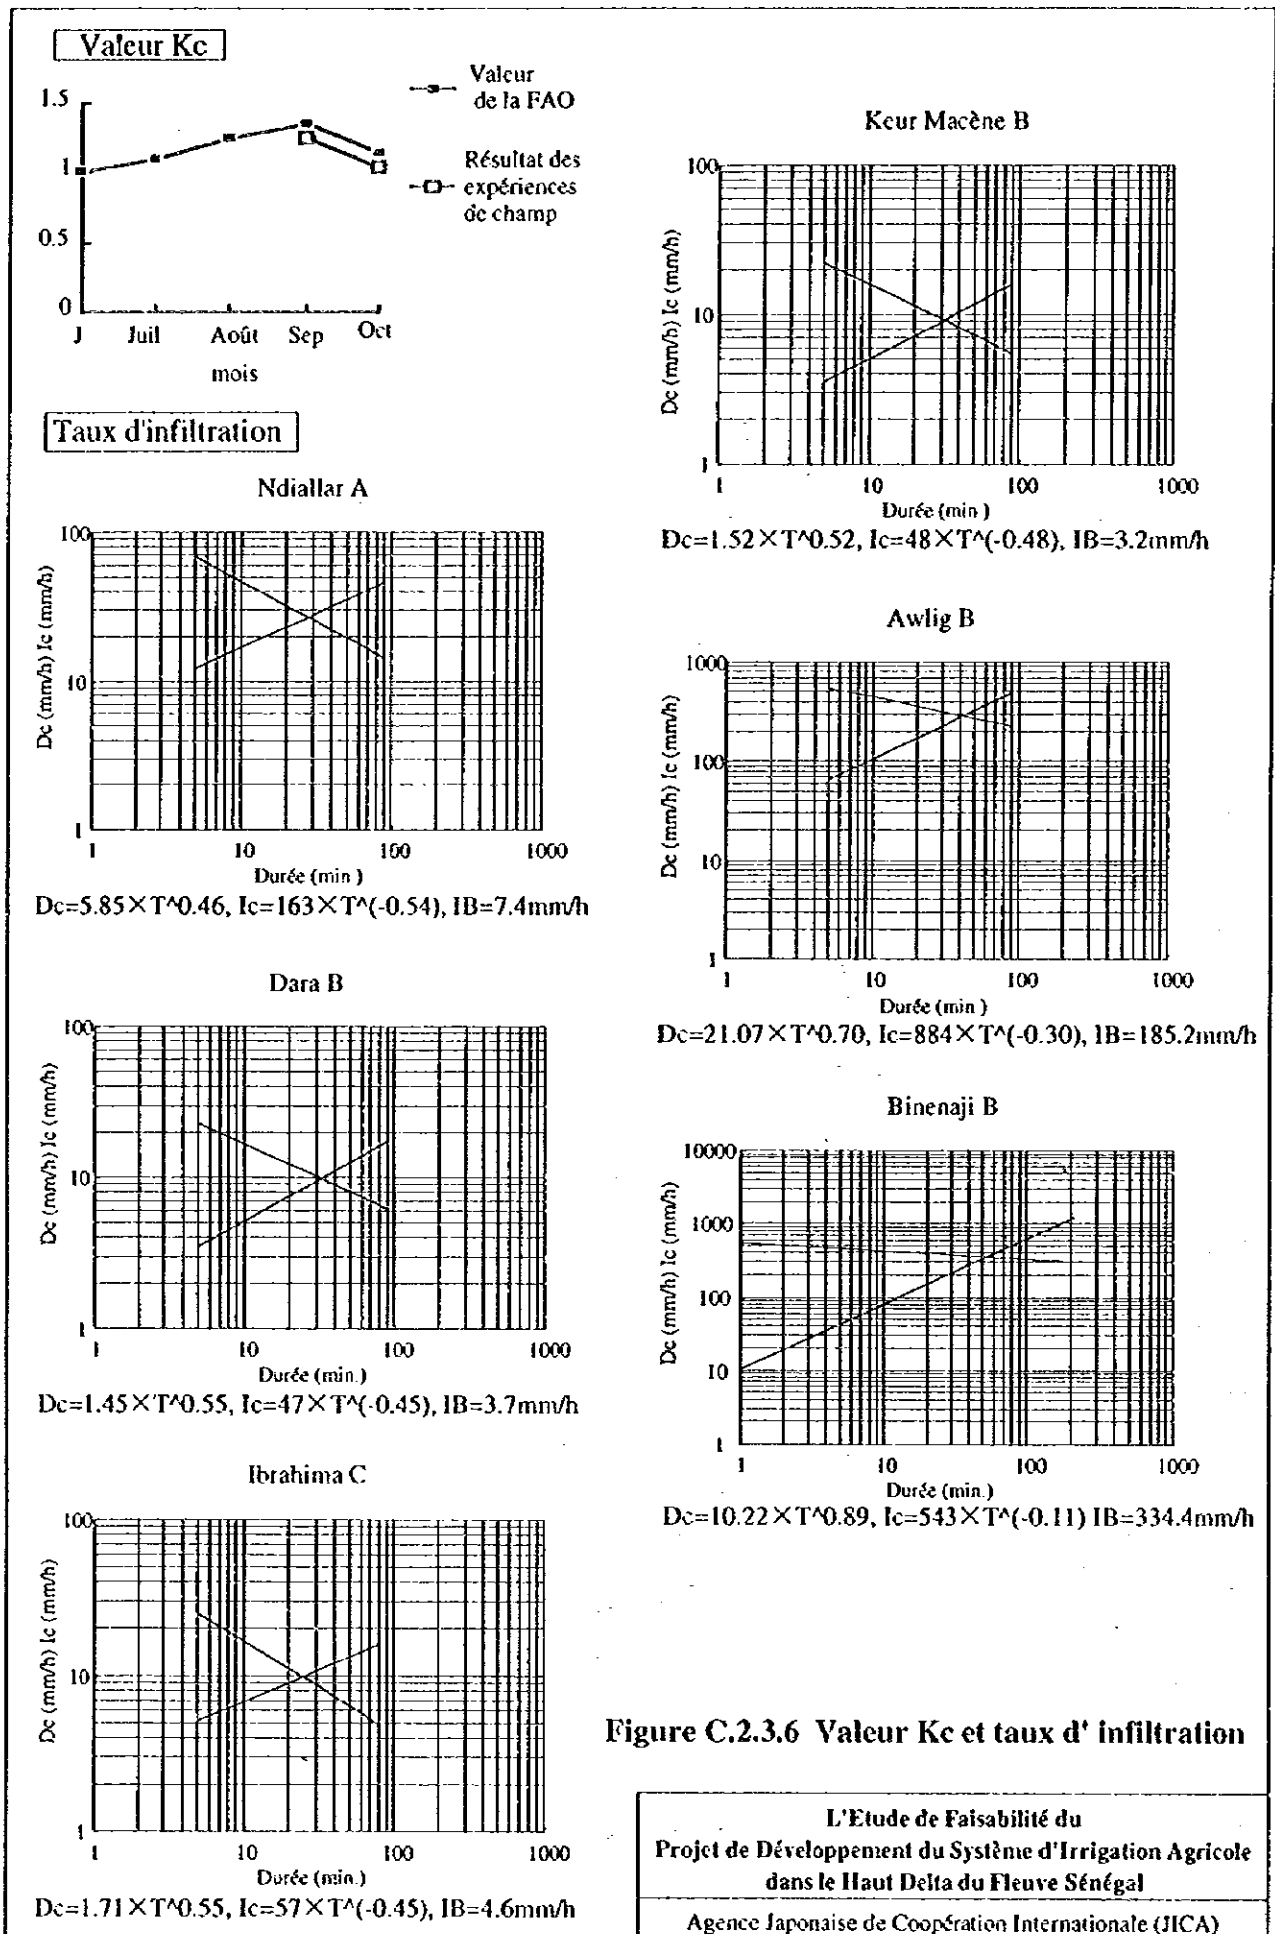 Valeur Kc
1.5
1
0.5
0
J Juil Août Sep Oct
mois
Valeur
de la FAO
Résultat des
expériences
de champ
Taux d'infiltration
Ndiallar A
Dc (mm/h) Ic (mm/h)
100
10
1
1 10 100 1000
Durée (min )
Dc=5.85×T^0.46, Ic=163×T^(-0.54), IB=7.4mm/h
Dara B
Dc (mm/h) Ic (mm/h)
100
10
1
1 10 100 1000
Durée (min.)
Dc=1.45×T^0.55, Ic=47×T^(-0.45), IB=3.7mm/h
Ibrahima C
Dc (mm/h) Ic (mm/h)
100
10
1
1 10 100 1000
Durée (min.)
Dc=1.71×T^0.55, Ic=57×T^(-0.45), IB=4.6mm/h
Keur Macène B
Dc (mm/h) Ic (mm/h)
100
10
1
1 10 100 1000
Durée (min )
Dc=1.52×T^0.52, Ic=48×T^(-0.48), IB=3.2mm/h
Awlig B
Dc (mm/h) Ic (mm/h)
1000
100
10
1
1 10 100 1000
Durée (min )
Dc=21.07×T^0.70, Ic=884×T^(-0.30), IB=185.2mm/h
Binenaji B
Dc (mm/h) Ic (mm/h)
10000
1000
100
10
1
1 10 100 1000
Durée (min.)
Dc=10.22×T^0.89, Ic=543×T^(-0.11) IB=334.4mm/h
Figure C.2.3.6 Valeur Kc et taux d' infiltration
L'Etude de Faisabilité du
Projet de Développement du Système d'Irrigation Agricole
dans le Haut Delta du Fleuve Sénégal
Agence Japonaise de Coopération Internationale (JICA)